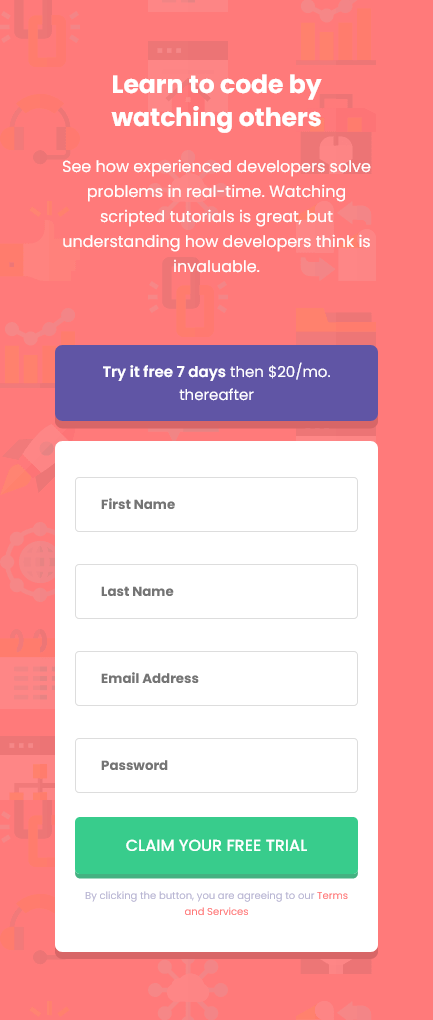 Learn to code by
watching others
See how experienced developers solve
problems in real-time. Watching
scripted tutorials is great, but
understanding how developers think is
invaluable.
Try it free 7 days then $20/mo.
thereafter
First Name
Last Name
Email Address
Password
CLAIM YOUR FREE TRIAL
By clicking the button, you are agreeing to our Terms
and Services